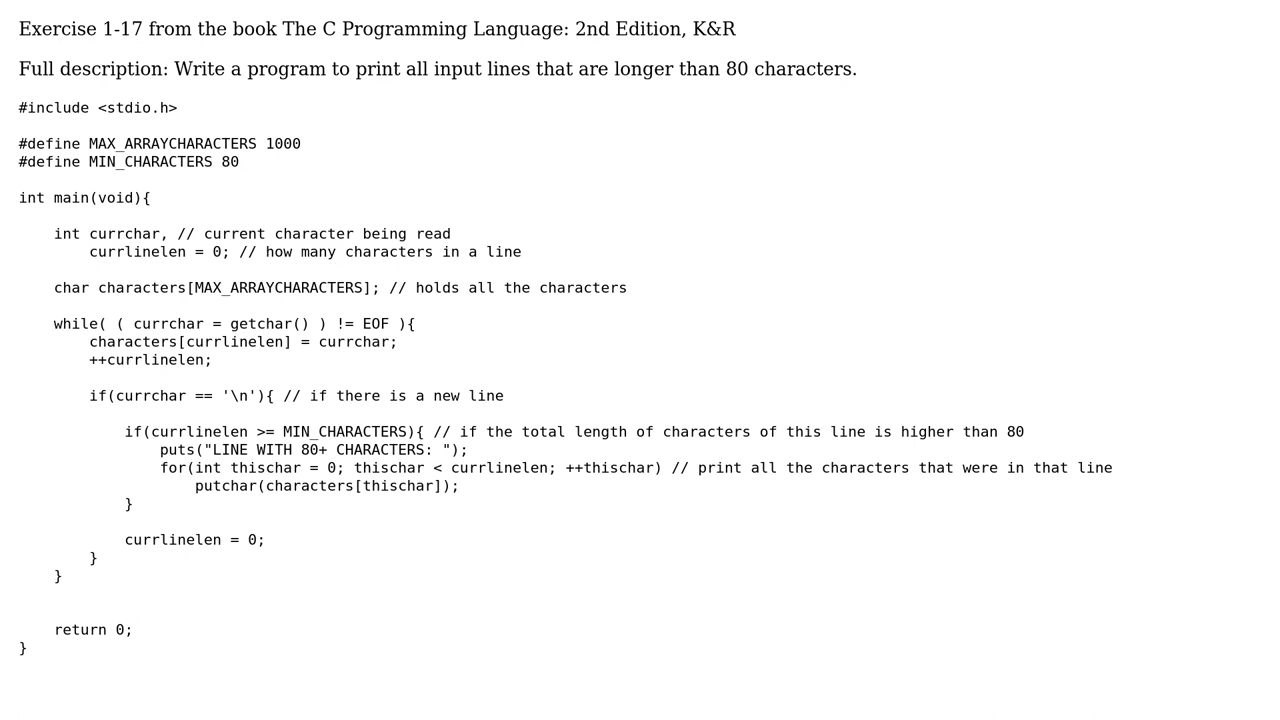 Exercise 1-17 from the book The C Programming Language: 2nd Edition, K&R
Full description: Write a program to print all input lines that are longer than 80 characters.
#include <stdio.h>
#define MAX_ARRAYCHARACTERS 1000
#define MIN_CHARACTERS 80
int main(void){
    int currchar, // current character being read
        currlinelen = 0; // how many characters in a line
    char characters[MAX_ARRAYCHARACTERS]; // holds all the characters
    while( ( currchar = getchar() ) != EOF ){
        characters[currlinelen] = currchar;
        ++currlinelen;
        if(currchar == '\n'){ // if there is a new line
            if(currlinelen >= MIN_CHARACTERS){ // if the total length of characters of this line is higher than 80
                puts("LINE WITH 80+ CHARACTERS: ");
                for(int thischar = 0; thischar < currlinelen; ++thischar) // print all the characters that were in that line
                    putchar(characters[thischar]);
            }
            currlinelen = 0;
        }
    }
    return 0;
}